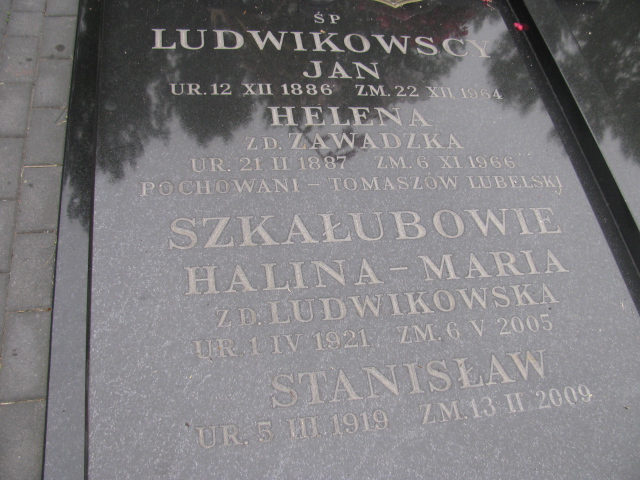 ŚP
LUDWIKOWSCY
JAN
UR. 12 XII 1886 ZM. 22 XII 1964
HELENA
ZD. ZAWADZKA
UR. 21 II 1887 ZM. 6 XI 1966
POCHOWANI – TOMASZÓW LUBELSKI
SZKAŁUBOWIE
HALINA – MARIA
ZD. LUDWIKOWSKA
UR. 1 IV 1921 ZM. 6 V 2005
STANISŁAW
UR. 5 III 1919 ZM. 13 II 2009